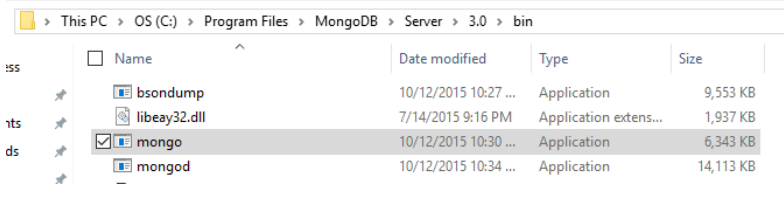 This PC > OS (C:) > Program Files > MongoDB > Server > 3.0 > bin
Name Date modified Type Size
ess
bsondump 10/12/2015 10:27 ... Application 9,553 KB
libeay32.dll 7/14/2015 9:16 PM Application extens... 1,937 KB
nts
mongo 10/12/2015 10:30 ... Application 6,343 KB
ds
mongod 10/12/2015 10:34 ... Application 14,113 KB